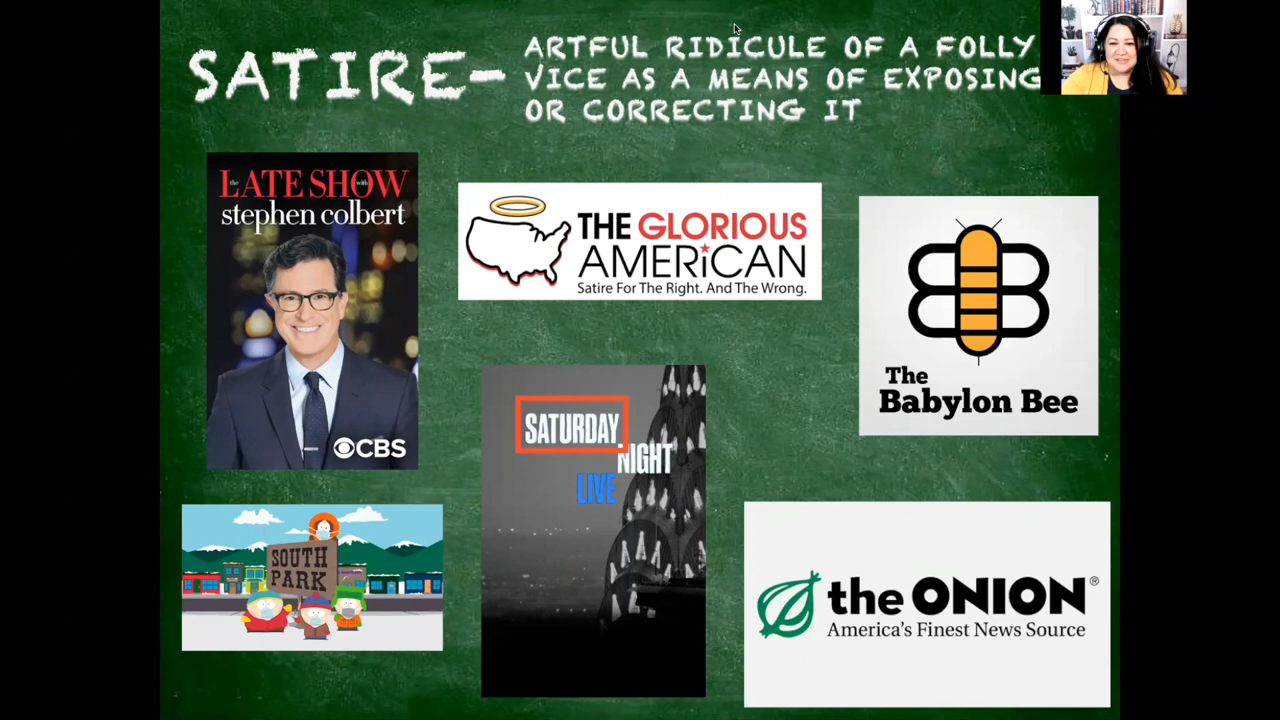 SATIRE-
ARTFUL RIDICULE OF A FOLLY
VICE AS A MEANS OF EXPOSING
OR CORRECTING IT
the LATE SHOW with
stephen colbert
CBS
THE GLORIOUS
AMERiCAN
Satire For The Right. And The Wrong.
The
Babylon Bee
SATURDAY
NIGHT
LIVE
SOUTH
PARK
the ONION®
America's Finest News Source